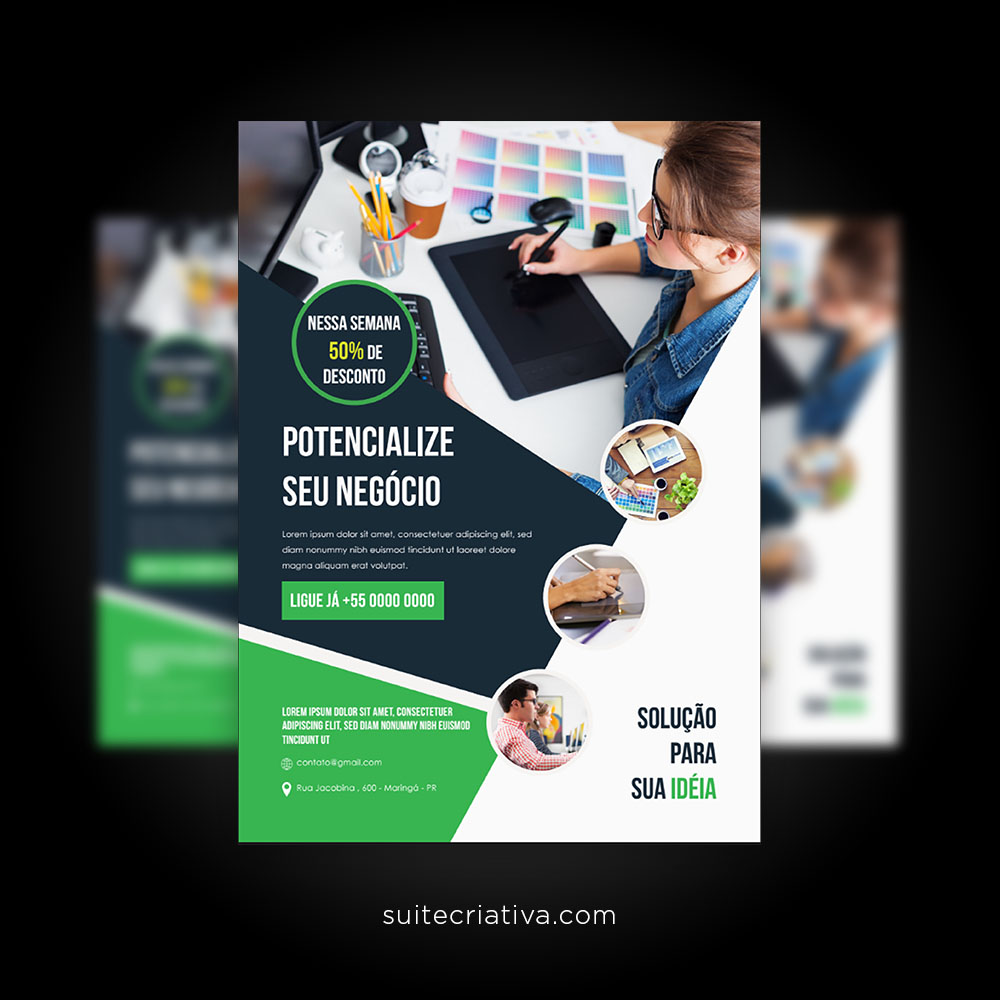 NESSA SEMANA
50% DE
DESCONTO
POTENCIALIZE
SEU NEGÓCIO
Lorem ipsum dolor sit amet, consectetuer adipiscing elit, sed
diam nonummy nibh euismod tincidunt ut laoreet dolore
magna aliquam erat volutpat.
LIGUE JÁ +55 0000 0000
LOREM IPSUM DOLOR SIT AMET, CONSECTETUER
ADIPISCING ELIT, SED DIAM NONUMMY NIBH EUISMOD
TINCIDUNT UT
contato@gmail.com
Rua Jacobina , 600 - Maringá - PR
SOLUÇÃO
PARA
SUA IDÉIA
suitecriativa.com